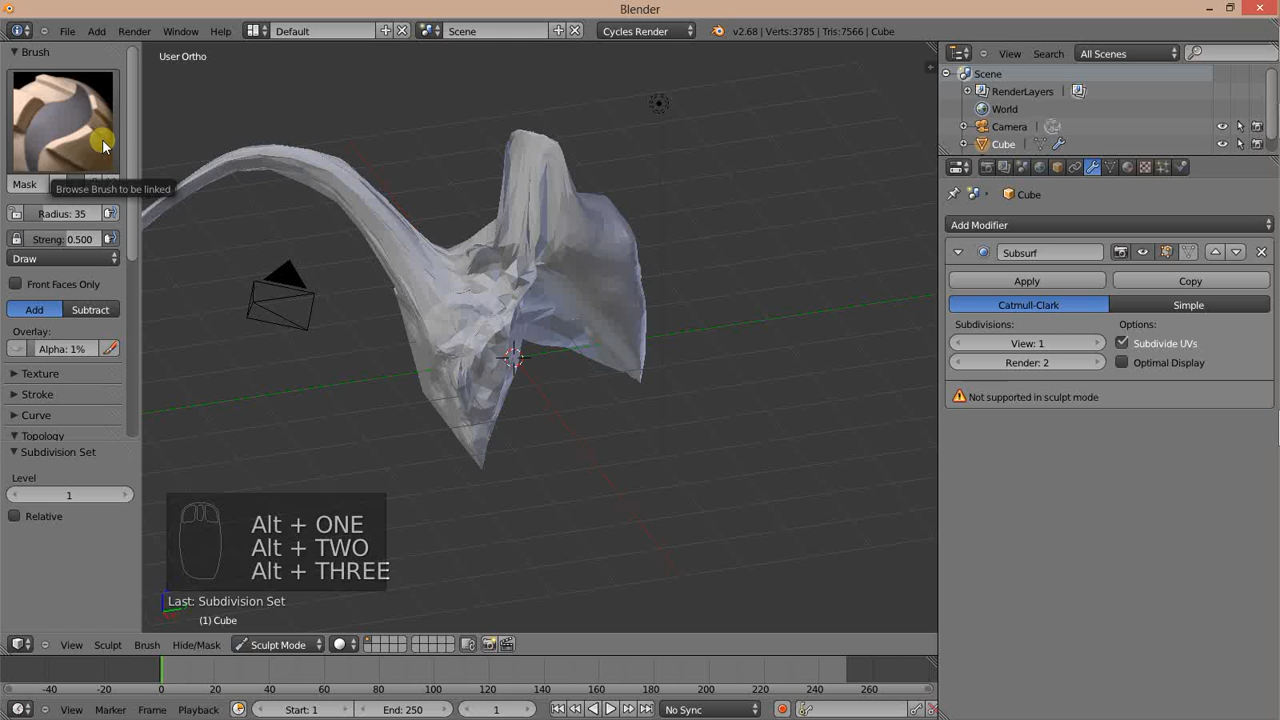 Blender
File Add Render Window Help Default Scene Cycles Render v2.68 | Verts:3785 | Tris:7566 | Cube
Brush
Mask
Browse Brush to be linked
Radius: 35
Streng: 0.500
Draw
Front Faces Only
Add Subtract
Overlay:
Alpha: 1%
Texture
Stroke
Curve
Topology
Subdivision Set
Level
1
Relative
User Ortho
Alt + ONE
Alt + TWO
Alt + THREE
Last: Subdivision Set
(1) Cube
View Sculpt Brush Hide/Mask Sculpt Mode
-40 -20 0 20 40 60 80 100 120 140 160 180 200 220 240 260
View Marker Frame Playback Start: 1 End: 250 1 No Sync
View Search All Scenes
Scene
RenderLayers
World
Camera
Cube
Cube
Add Modifier
Subsurf
Apply Copy
Catmull-Clark Simple
Subdivisions: Options:
View: 1 Subdivide UVs
Render: 2 Optimal Display
Not supported in sculpt mode